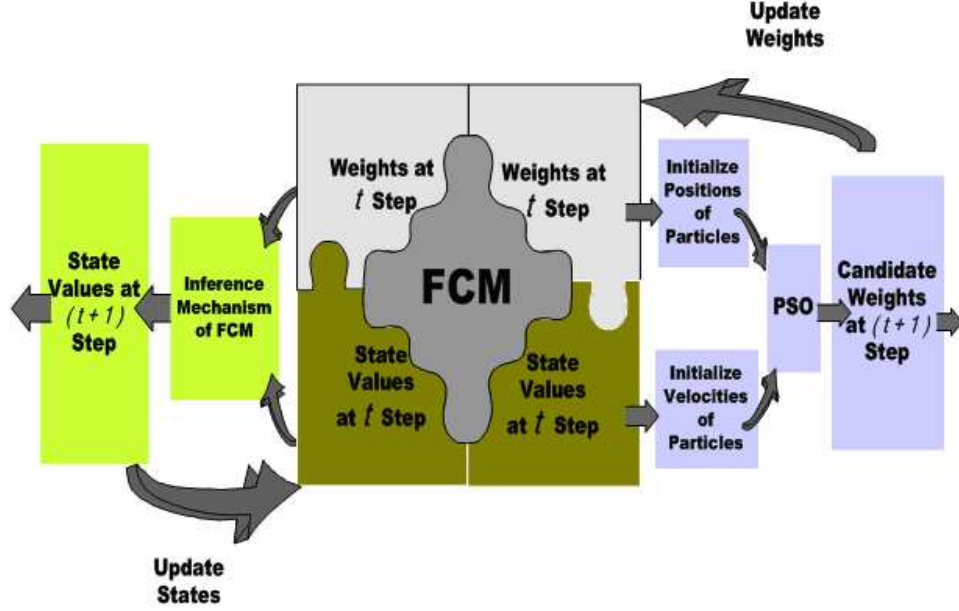 Update
Weights
Weights at
t Step
Weights at
t Step
Initialize
Positions
of
Particles
State
Values at
(t+1)
Step
Inference
Mechanism
of FCM
FCM
PSO
Candidate
Weights
at (t+1)
Step
State
Values
at t Step
State
Values
at t Step
Initialize
Velocities
of
Particles
Update
States